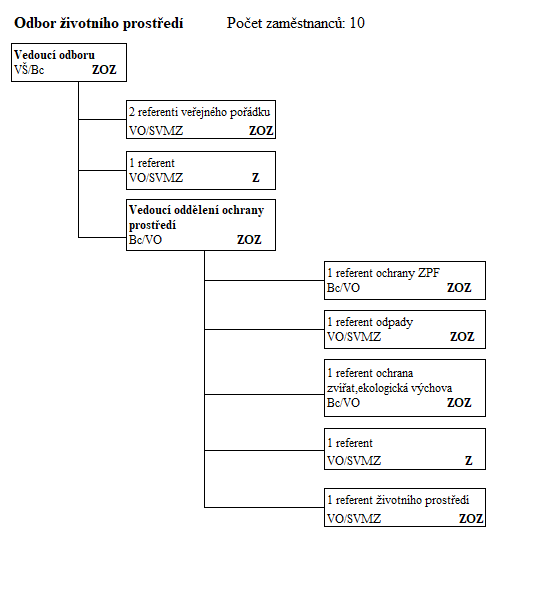 Odbor životního prostředí Počet zaměstnanců: 10
Vedoucí odboru
VŠ/Bc ZOZ
2 referenti veřejného pořádku
VO/SVMZ ZOZ
1 referent
VO/SVMZ Z
Vedoucí oddělení ochrany
prostředí
Bc/VO ZOZ
1 referent ochrany ZPF
Bc/VO ZOZ
1 referent odpady
VO/SVMZ ZOZ
1 referent ochrana
zvířat,ekologická výchova
Bc/VO ZOZ
1 referent
VO/SVMZ Z
1 referent životního prostředí
VO/SVMZ ZOZ